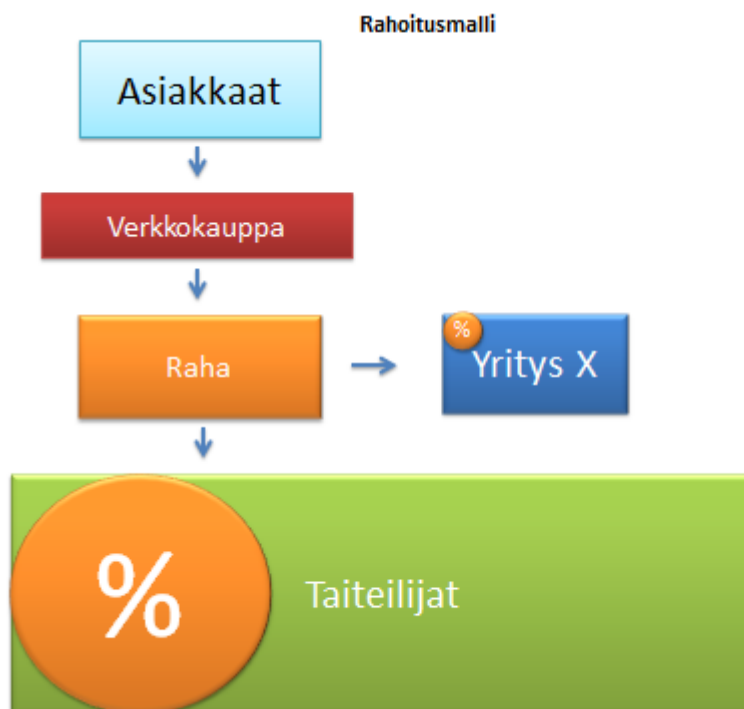 Rahoitusmalli
Asiakkaat
Verkkokauppa
Raha
%
Yritys X
%
Taiteilijat